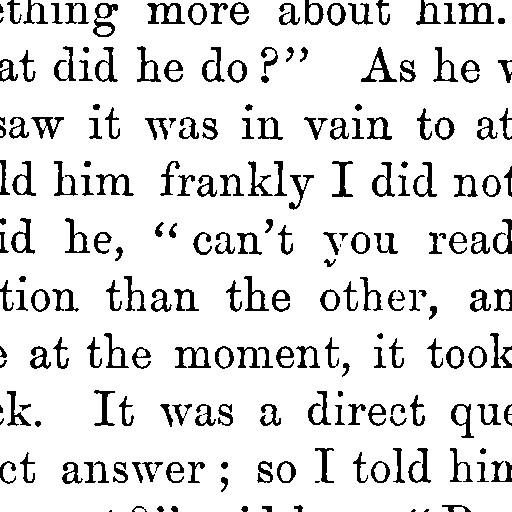 ething more about him.
at did he do?” As he
saw it was in vain to at
ld him frankly I did not
id he, “ can’t you read
tion than the other, an
e at the moment, it took
ck. It was a direct que
ct answer ; so I told him